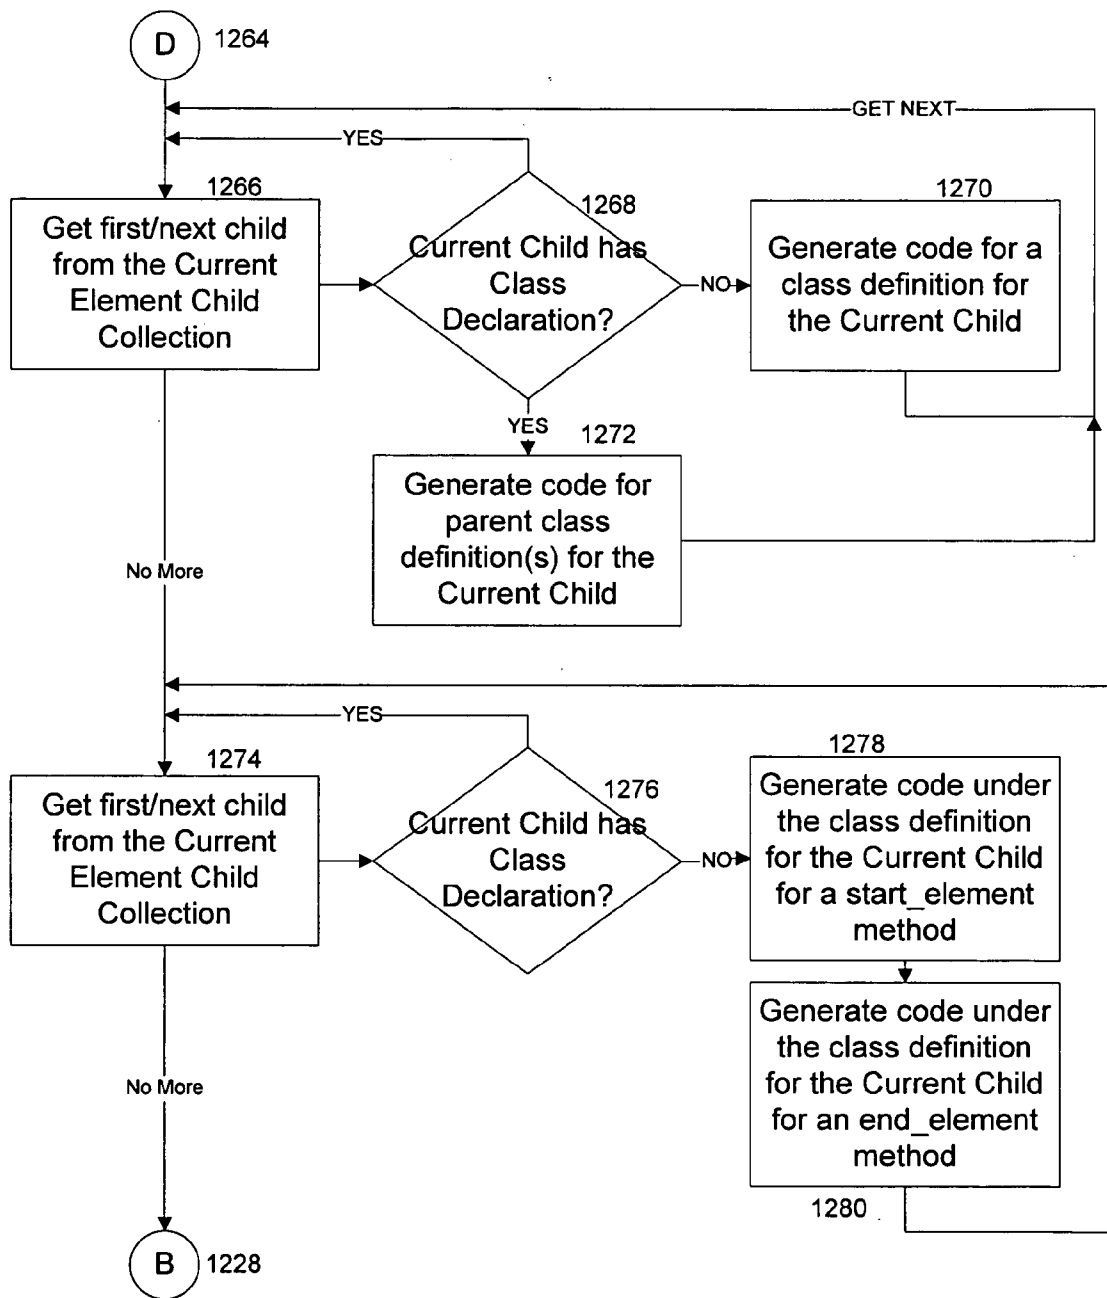 D
1264
GET NEXT
YES
1266
Get first/next child
from the Current
Element Child
Collection
1268
Current Child has
Class
Declaration?
NO
1270
Generate code for a
class definition for
the Current Child
YES
1272
Generate code for
parent class
definition(s) for the
Current Child
No More
YES
1274
Get first/next child
from the Current
Element Child
Collection
1276
Current Child has
Class
Declaration?
NO
1278
Generate code under
the class definition
for the Current Child
for a start_element
method
Generate code under
the class definition
for the Current Child
for an end_element
method
1280
No More
B
1228